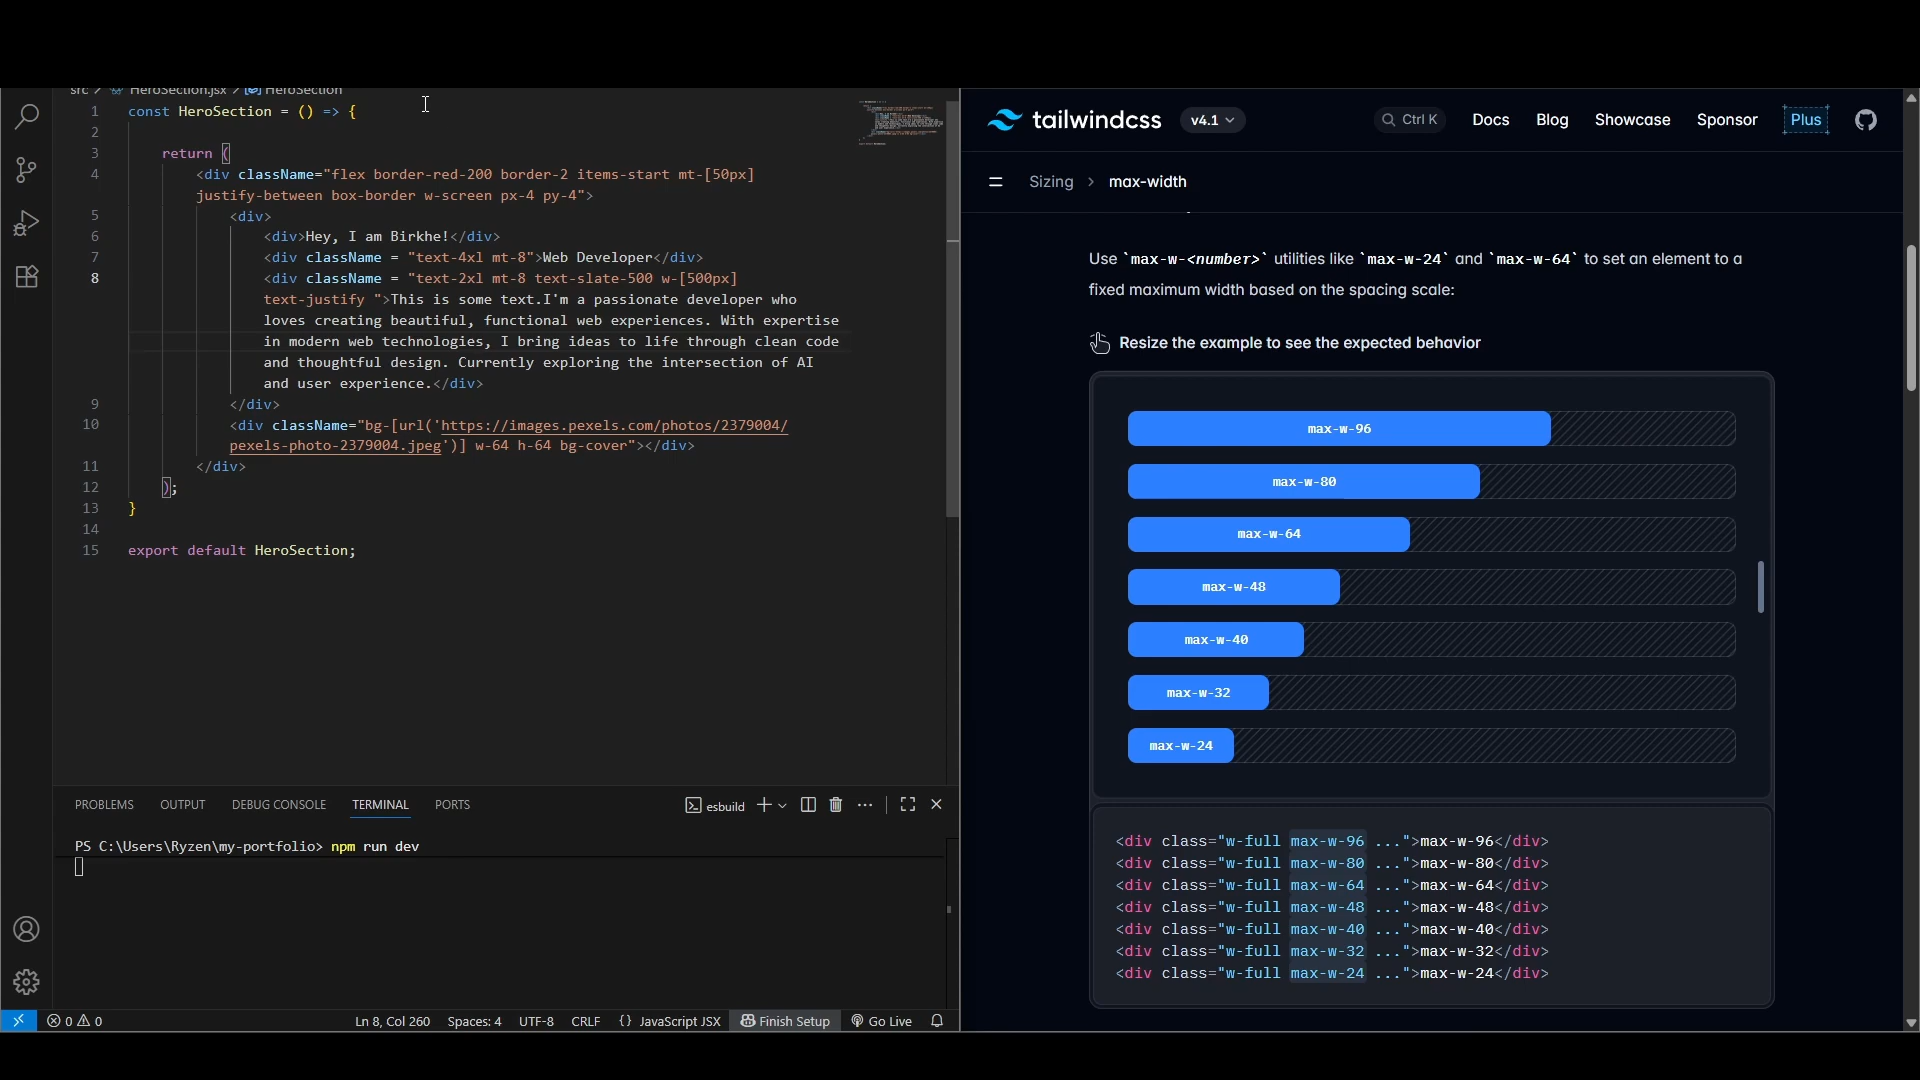 src > HeroSection.jsx > HeroSection
1 const HeroSection = () => {
2
3 return (
4 <div className="flex border-red-200 border-2 items-start mt-[50px]
justify-between box-border w-screen px-4 py-4">
5 <div>
6 <div>Hey, I am Birkhe!</div>
7 <div className = "text-4xl mt-8">Web Developer</div>
8 <div className = "text-2xl mt-8 text-slate-500 w-[500px]
text-justify ">This is some text.I'm a passionate developer who
loves creating beautiful, functional web experiences. With expertise
in modern web technologies, I bring ideas to life through clean code
and thoughtful design. Currently exploring the intersection of AI
and user experience.</div>
9 </div>
10 <div className="bg-[url('https://images.pexels.com/photos/2379004/
pexels-photo-2379004.jpeg')] w-64 h-64 bg-cover"></div>
11 </div>
12 );
13 }
14
15 export default HeroSection;
PROBLEMS OUTPUT DEBUG CONSOLE TERMINAL PORTS esbuild
PS C:\Users\Ryzen\my-portfolio> npm run dev
0 0 Ln 8, Col 260 Spaces: 4 UTF-8 CRLF {} JavaScript JSX Finish Setup Go Live
tailwindcss v4.1 Ctrl K Docs Blog Showcase Sponsor Plus
Sizing > max-width
Use `max-w-<number>` utilities like `max-w-24` and `max-w-64` to set an element to a
fixed maximum width based on the spacing scale:
Resize the example to see the expected behavior
max-w-96
max-w-80
max-w-64
max-w-48
max-w-40
max-w-32
max-w-24
<div class="w-full max-w-96 ...">max-w-96</div>
<div class="w-full max-w-80 ...">max-w-80</div>
<div class="w-full max-w-64 ...">max-w-64</div>
<div class="w-full max-w-48 ...">max-w-48</div>
<div class="w-full max-w-40 ...">max-w-40</div>
<div class="w-full max-w-32 ...">max-w-32</div>
<div class="w-full max-w-24 ...">max-w-24</div>